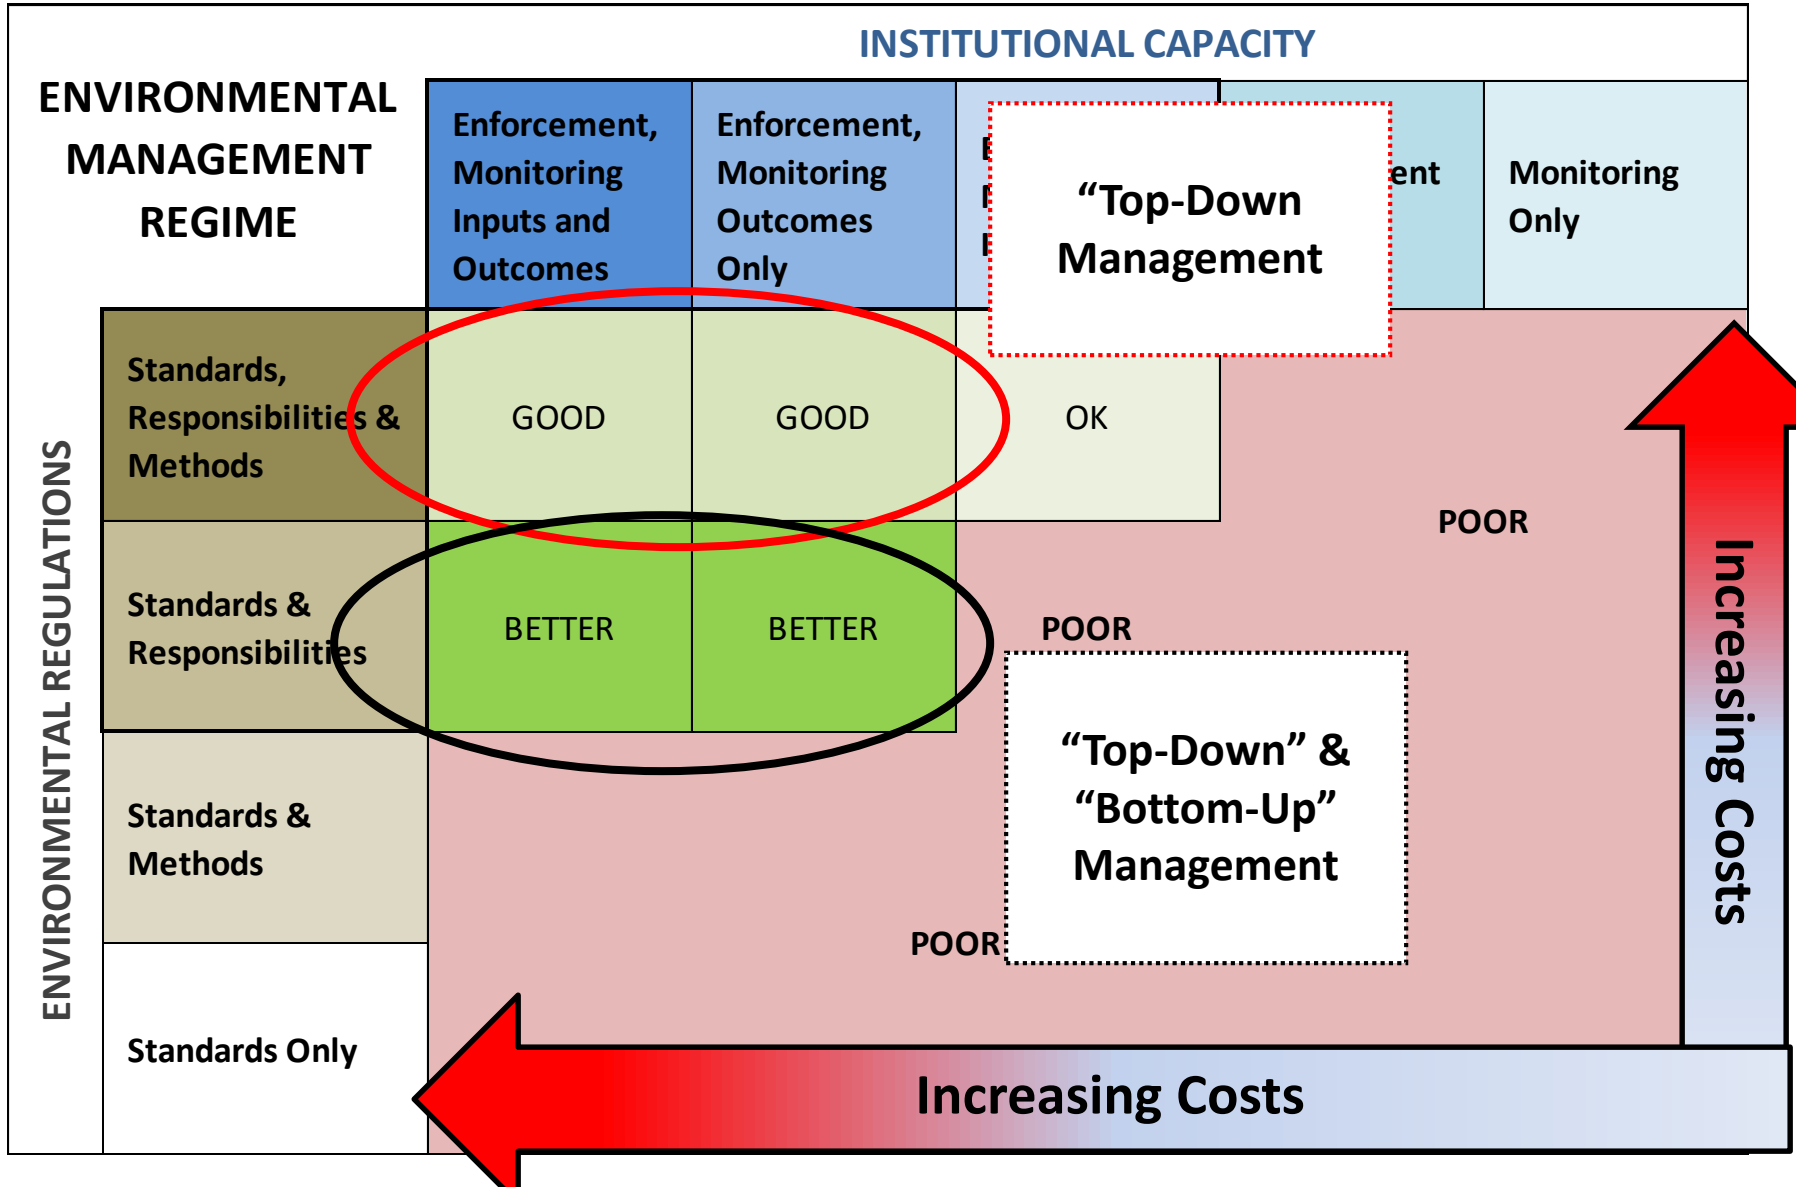 INSTITUTIONAL CAPACITY
ENVIRONMENTAL
MANAGEMENT
REGIME
Enforcement,
Monitoring
Inputs and
Outcomes
Enforcement,
Monitoring
Outcomes
Only
“Top-Down
Management
ent
Monitoring
Only
ENVIRONMENTAL REGULATIONS
Standards,
Responsibilities &
Methods
GOOD
GOOD
OK
POOR
Standards &
Responsibilities
BETTER
BETTER
POOR
“Top-Down” &
“Bottom-Up”
Management
Standards &
Methods
POOR
Standards Only
Increasing Costs
Increasing Costs